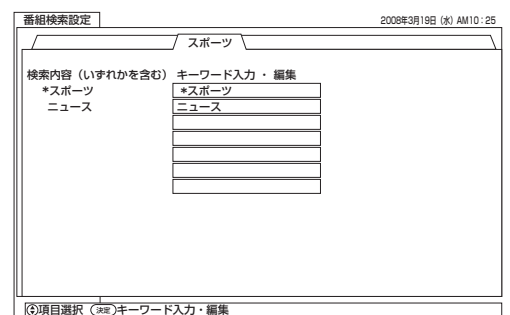 番組検索設定 2008年3月19日 (水) AM10:25
スポーツ
検索内容（いずれかを含む） キーワード入力 ・ 編集
*スポーツ *スポーツ
ニュース ニュース
項目選択 決定 キーワード入力・編集